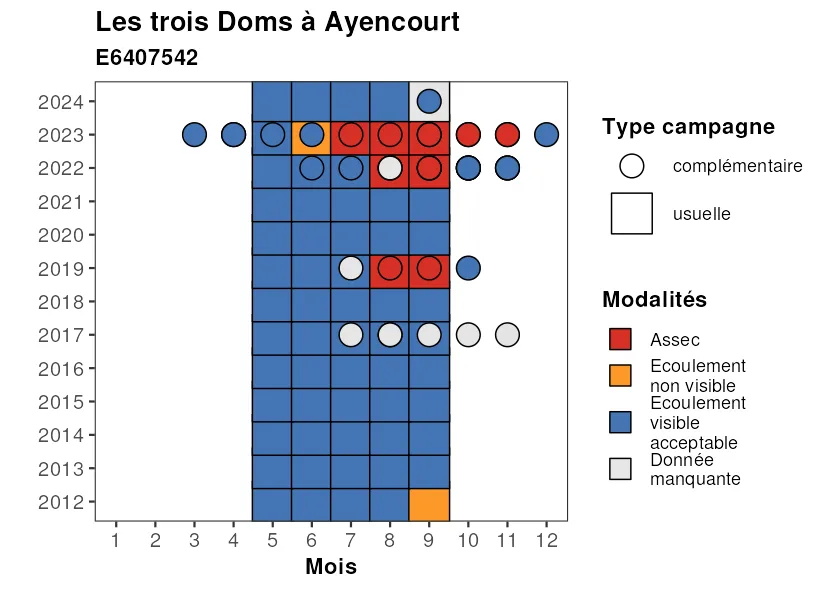 Les trois Doms à Ayencourt
E6407542
2024
2023
2022
2021
2020
2019
2018
2017
2016
2015
2014
2013
2012
1 2 3 4 5 6 7 8 9 10 11 12
Mois
Type campagne
complémentaire
usuelle
Modalités
Assec
Ecoulement
non visible
Ecoulement
visible
acceptable
Donnée
manquante